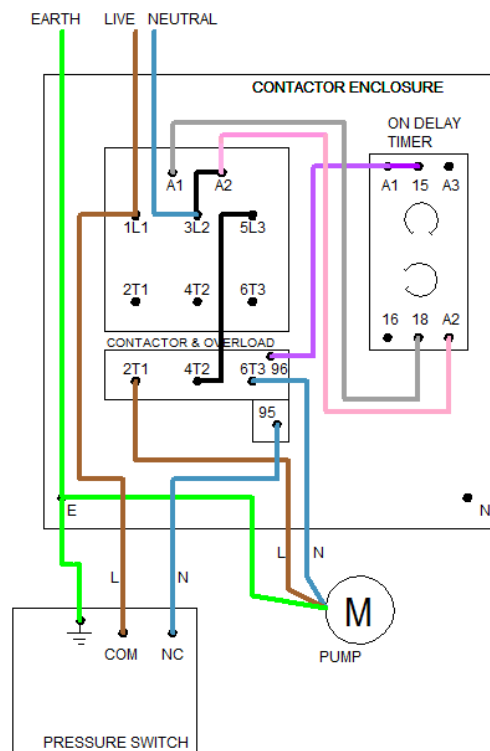 EARTH LIVE NEUTRAL
CONTACTOR ENCLOSURE
ON DELAY
TIMER
A1 A2 A1 15 A3
1L1 3L2 5L3
2T1 4T2 6T3
16 18 A2
CONTACTOR & OVERLOAD
2T1 4T2 6T3 96
95
E N
L N L N
M
COM NC PUMP
PRESSURE SWITCH